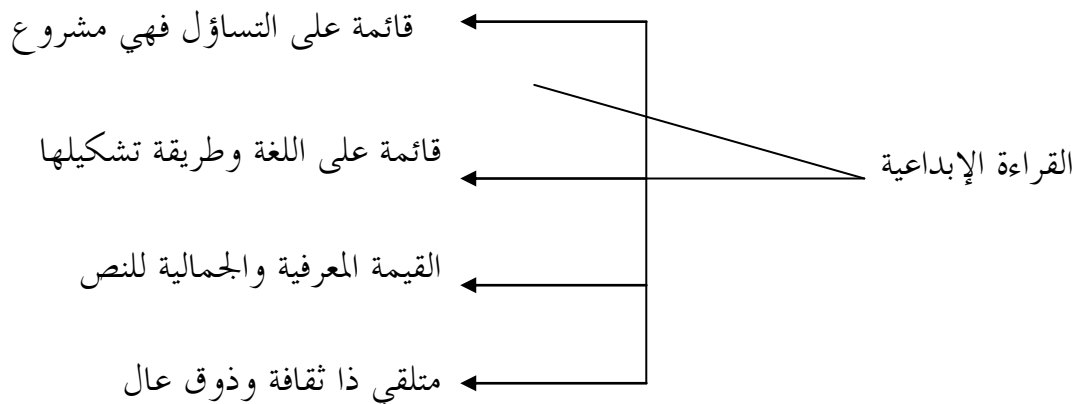 القراءة الإبداعية
قائمة على التساؤل فهي مشروع
قائمة على اللغة وطريقة تشكيلها
القيمة المعرفية والجمالية للنص
متلقي ذا ثقافة وذوق عال